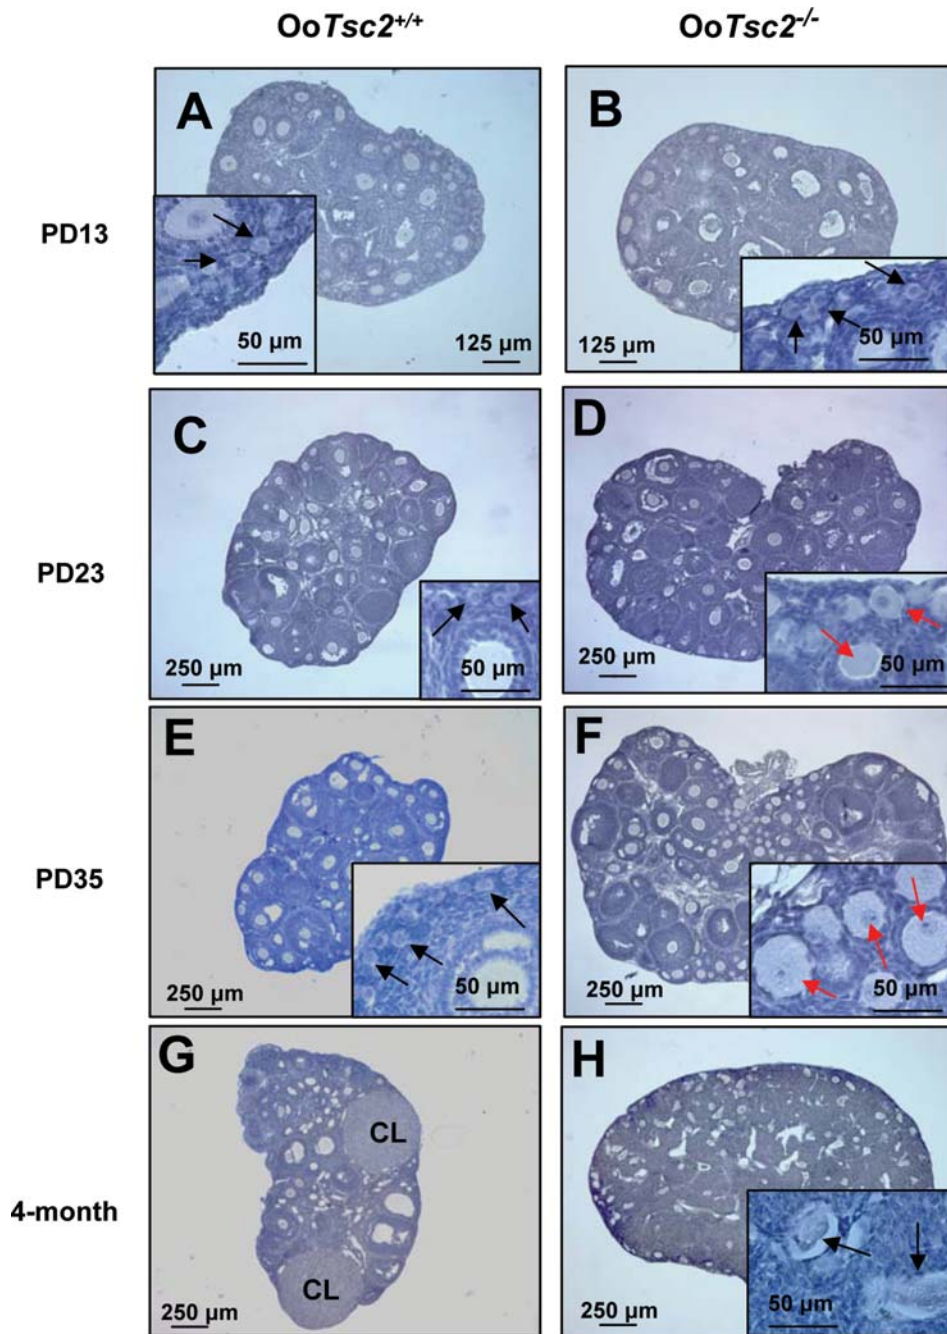 OoTsc2+/+ OoTsc2-/-
A B
PD13
50 µm 125 µm 125 µm 50 µm
C D
PD23
250 µm 50 µm 250 µm 50 µm
E F
PD35
250 µm 50 µm 250 µm 50 µm
G H
CL
4-month
CL
250 µm 250 µm 50 µm